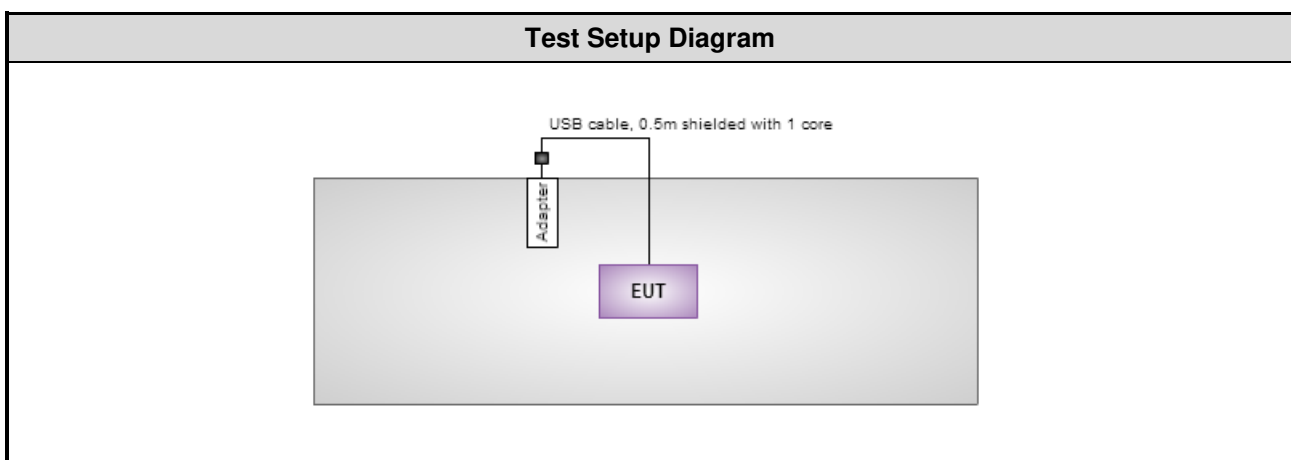 Test Setup Diagram
USB cable, 0.5m shielded with 1 core
Adapter
EUT